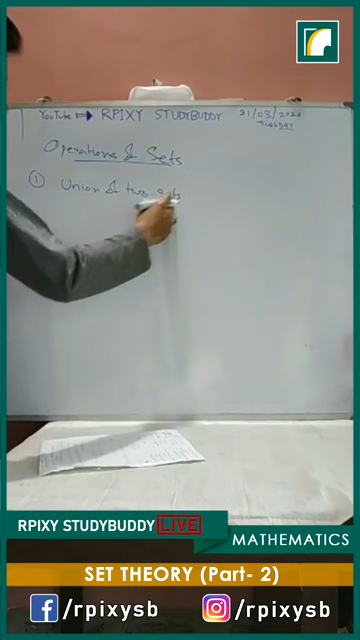 YouTube ➡ RPIXY STUDYBUDDY 31/03/2020
TUESDAY
Operations of Sets
① Union of two Sets
RPIXY STUDYBUDDY LIVE
MATHEMATICS
SET THEORY (Part- 2)
/rpixysb /rpixysb